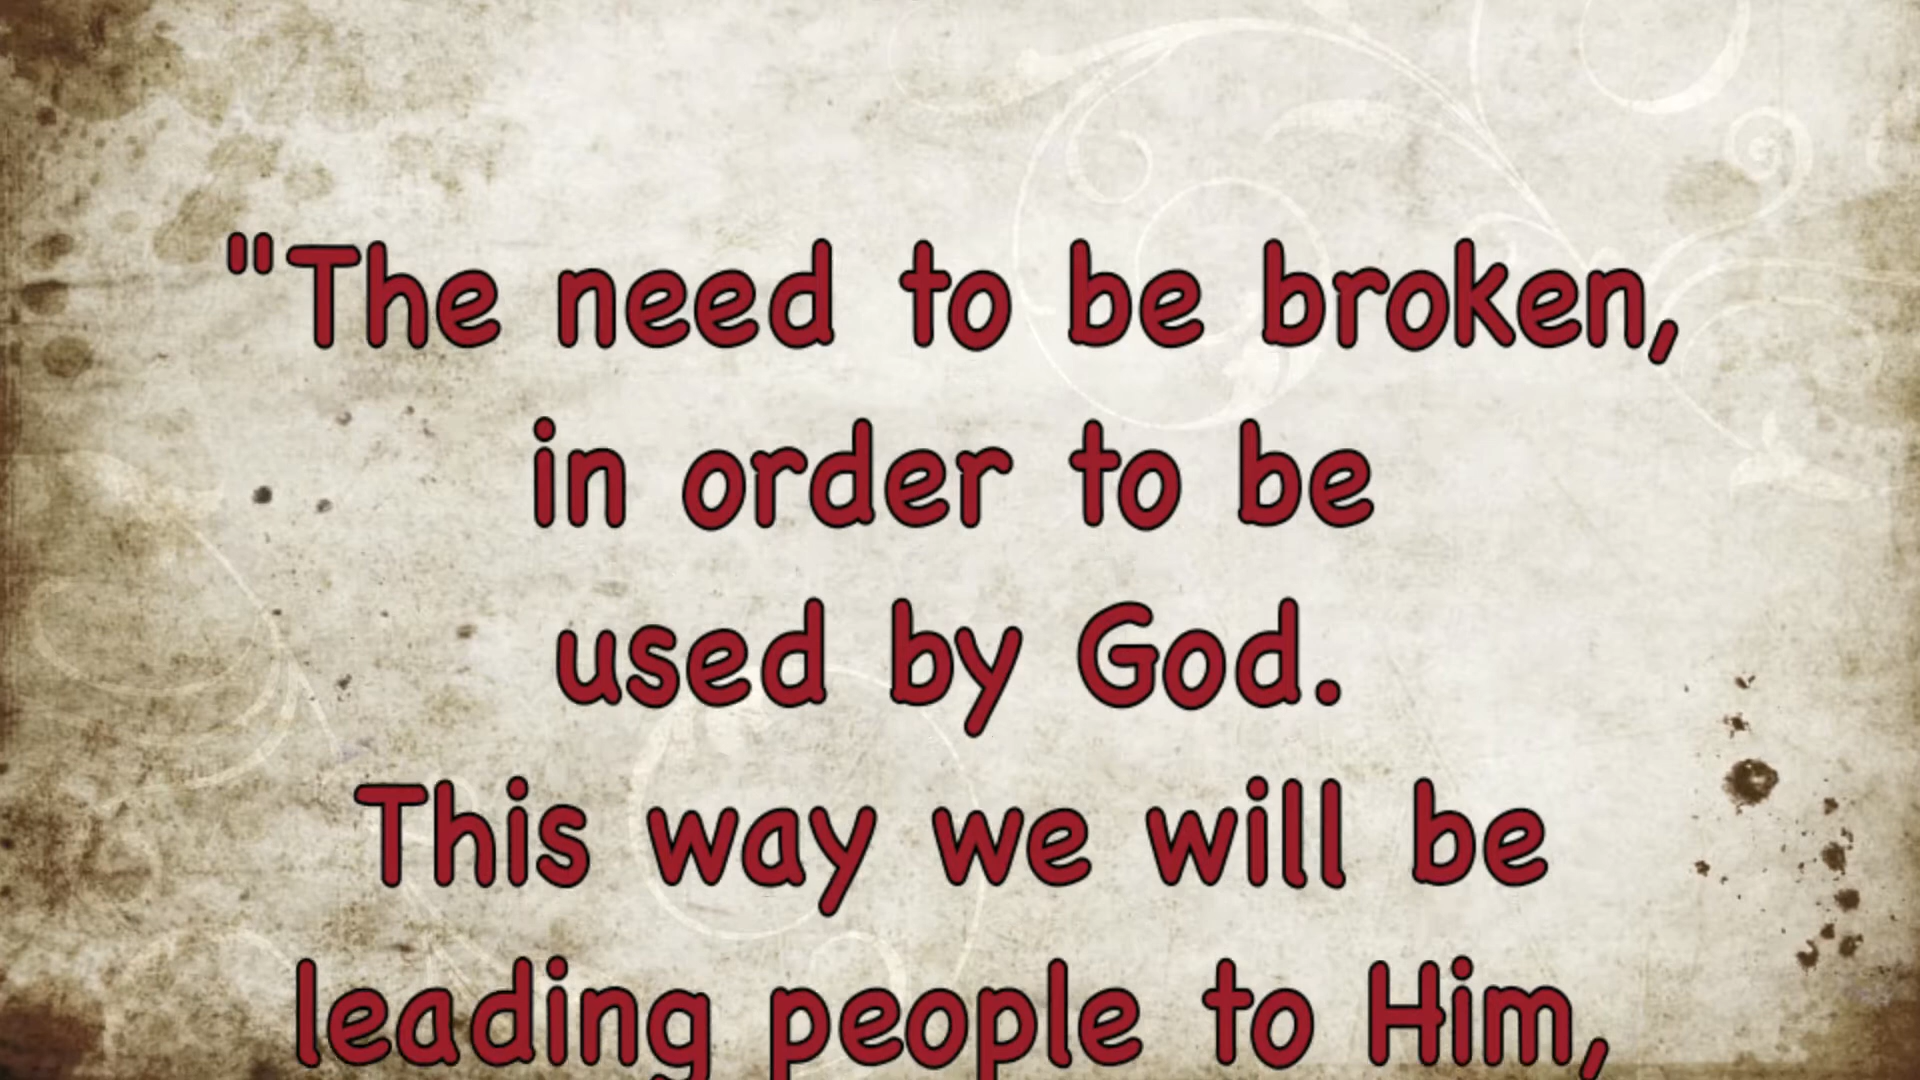 "The need to be broken,
in order to be
used by God.
This way we will be
leading people to Him,